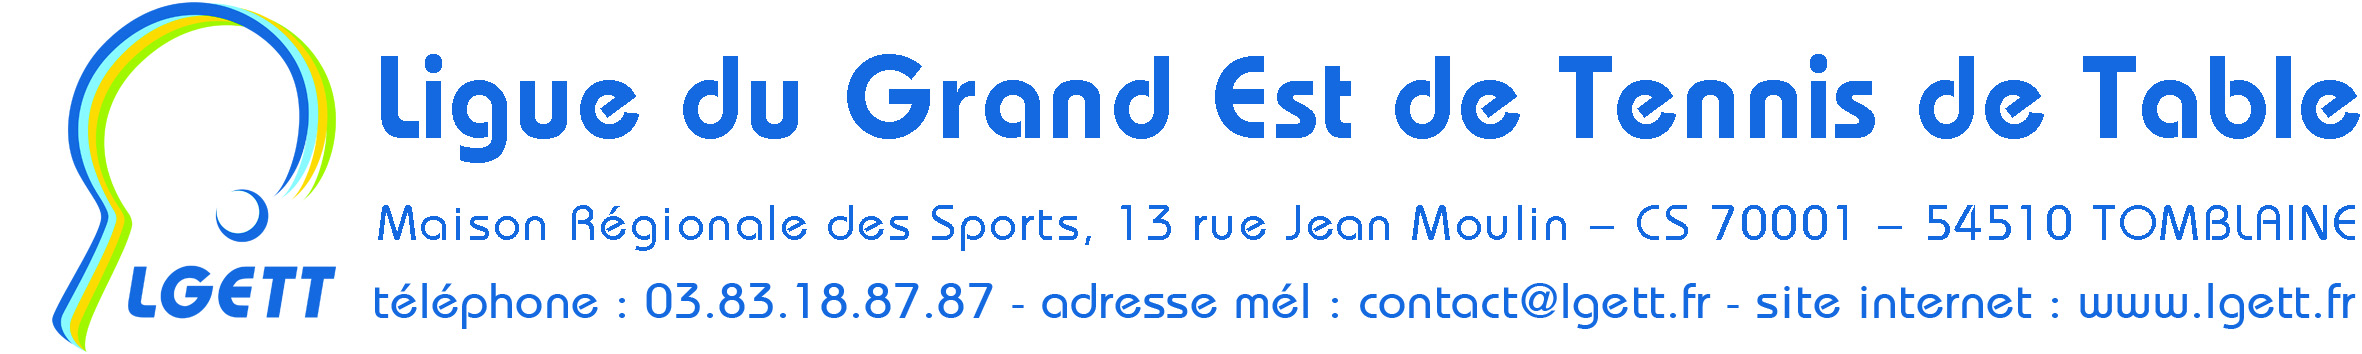 Ligue du Grand Est de Tennis de Table
Maison Régionale des Sports, 13 rue Jean Moulin – CS 70001 – 54510 TOMBLAINE
LGETT
téléphone : 03.83.18.87.87 - adresse mél : contact@lgett.fr - site internet : www.lgett.fr